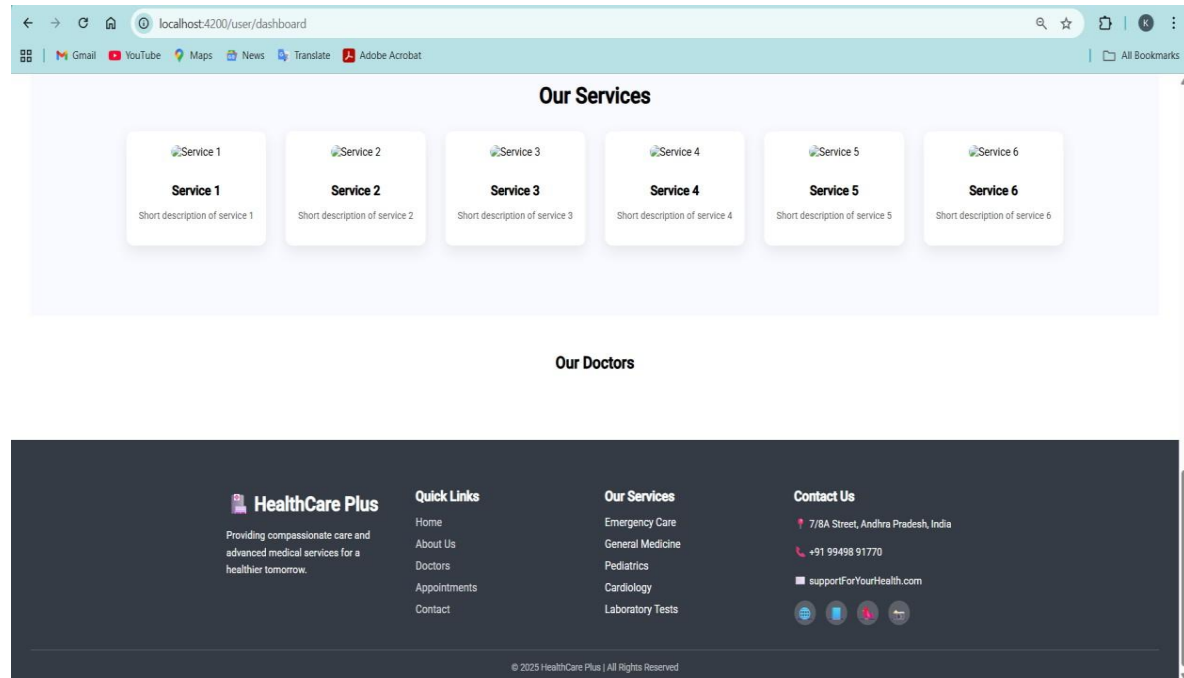 localhost:4200/user/dashboard
K
Gmail YouTube Maps News Translate Adobe Acrobat All Bookmarks
Our Services
Service 1 Service 2 Service 3 Service 4 Service 5 Service 6
Service 1 Service 2 Service 3 Service 4 Service 5 Service 6
Short description of service 1 Short description of service 2 Short description of service 3 Short description of service 4 Short description of service 5 Short description of service 6
Our Doctors
HealthCare Plus
Providing compassionate care and
advanced medical services for a
healthier tomorrow.
Quick Links
Home
About Us
Doctors
Appointments
Contact
Our Services
Emergency Care
General Medicine
Pediatrics
Cardiology
Laboratory Tests
Contact Us
7/8A Street, Andhra Pradesh, India
+91 99498 91770
supportForYourHealth.com
© 2025 HealthCare Plus | All Rights Reserved